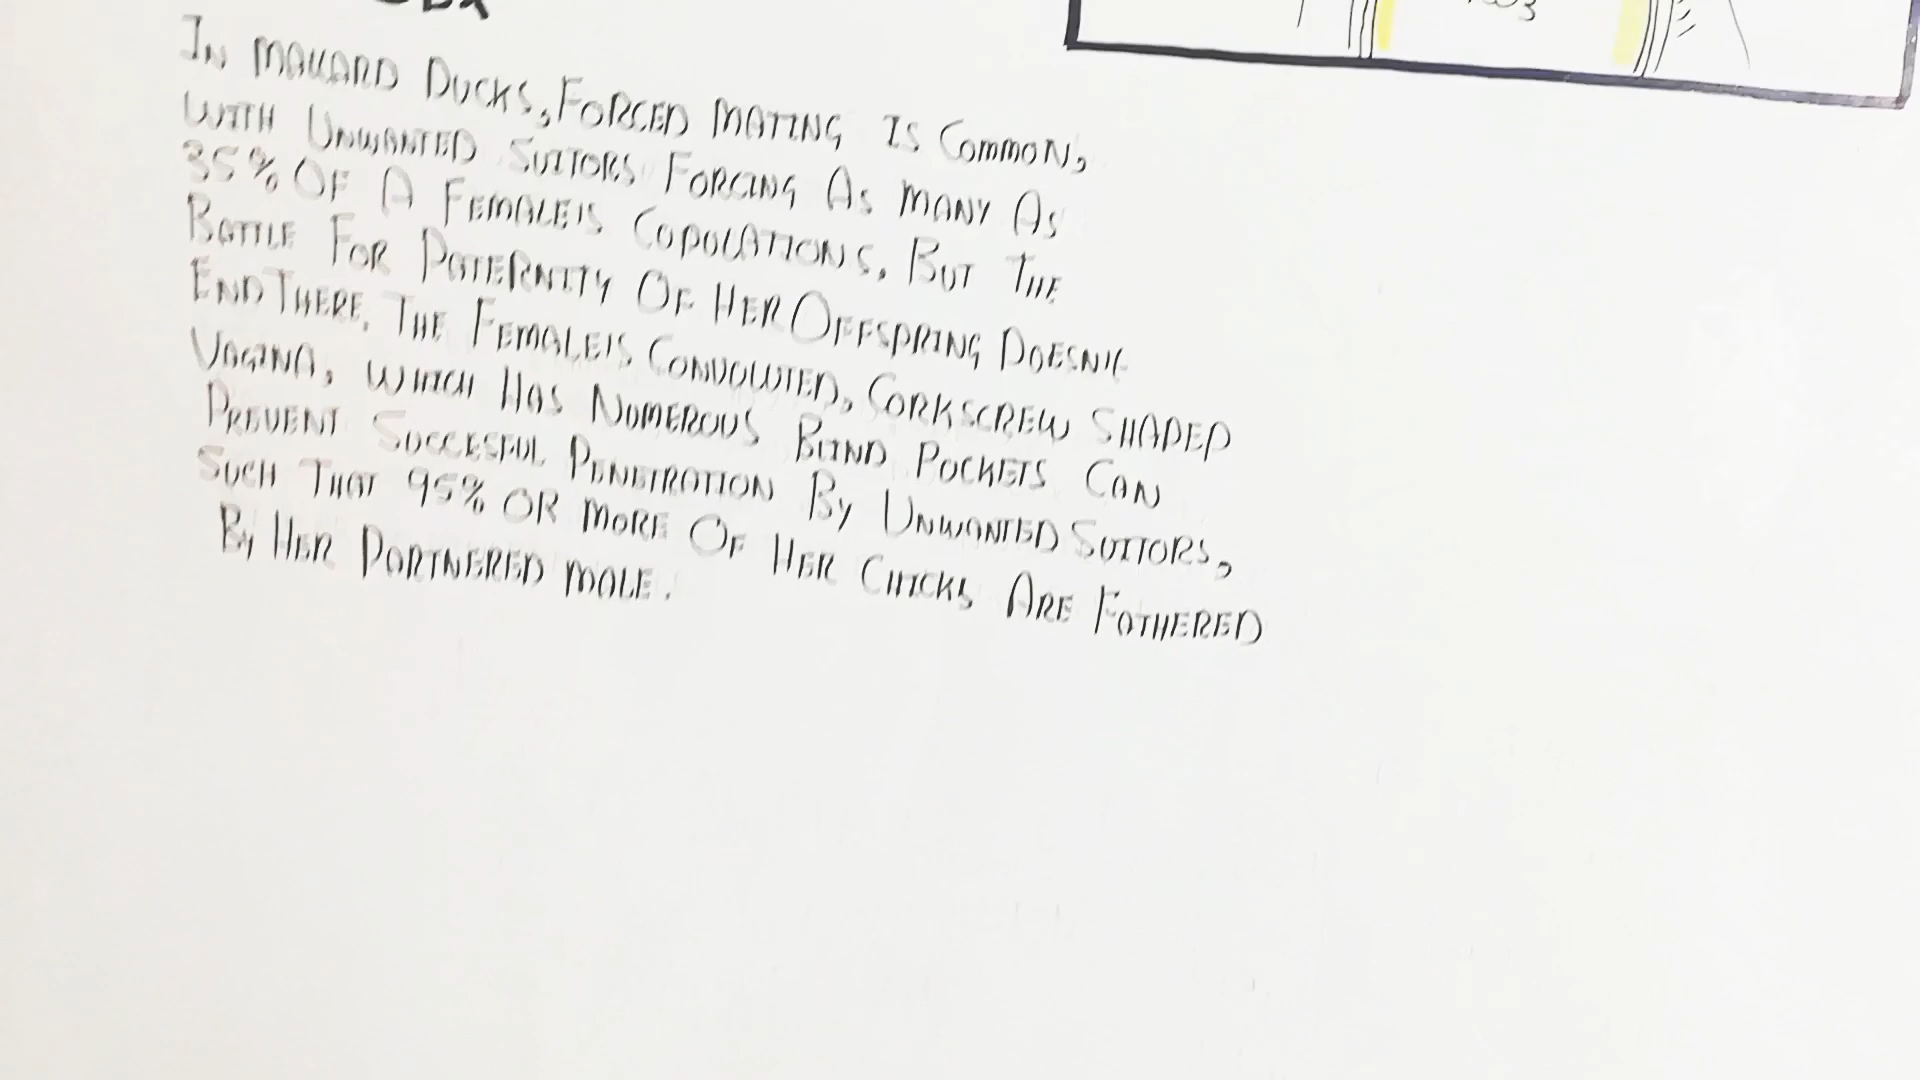 In Mallard Ducks, Forced Mating Is Common,
With Unwanted Suitors Forcing As Many As
35% Of A Female's Copulations, But The
Battle For Paternity Of Her Offspring Doesn't
End There, The Female's Convoluted, Corkscrew Shaped
Vagina, Which Has Numerous Blind Pockets Can
Prevent Succesful Penetration By Unwanted Suitors,
Such That 95% Or More Of Her Chicks Are Fathered
By Her Partnered Male.